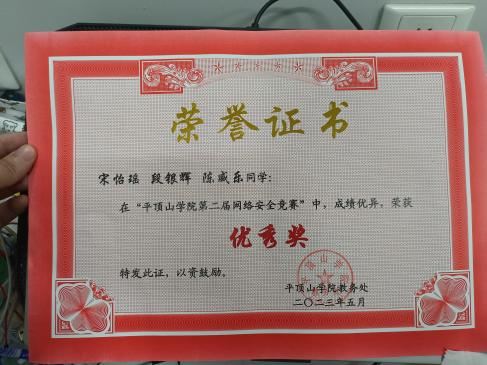 荣誉证书
宋怡瑶 段银辉 陈威乐同学：
在“平顶山学院第二届网络安全竞赛”中，成绩优异，荣获
优秀奖
特发此证，以资鼓励。
平顶山学院教务处
二〇二三年五月